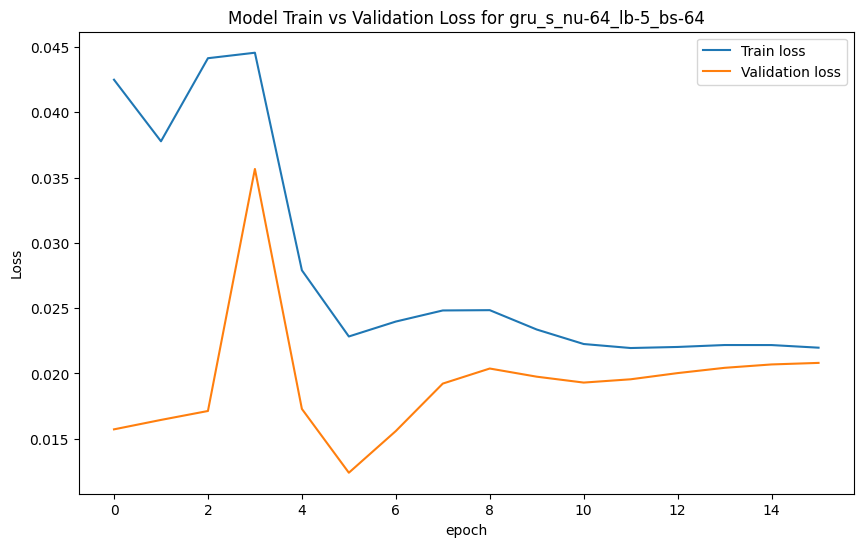 Model Train vs Validation Loss for gru_s_nu-64_lb-5_bs-64
Train loss
Validation loss
0.045
0.040
0.035
0.030
0.025
0.020
0.015
Loss
0 2 4 6 8 10 12 14
epoch